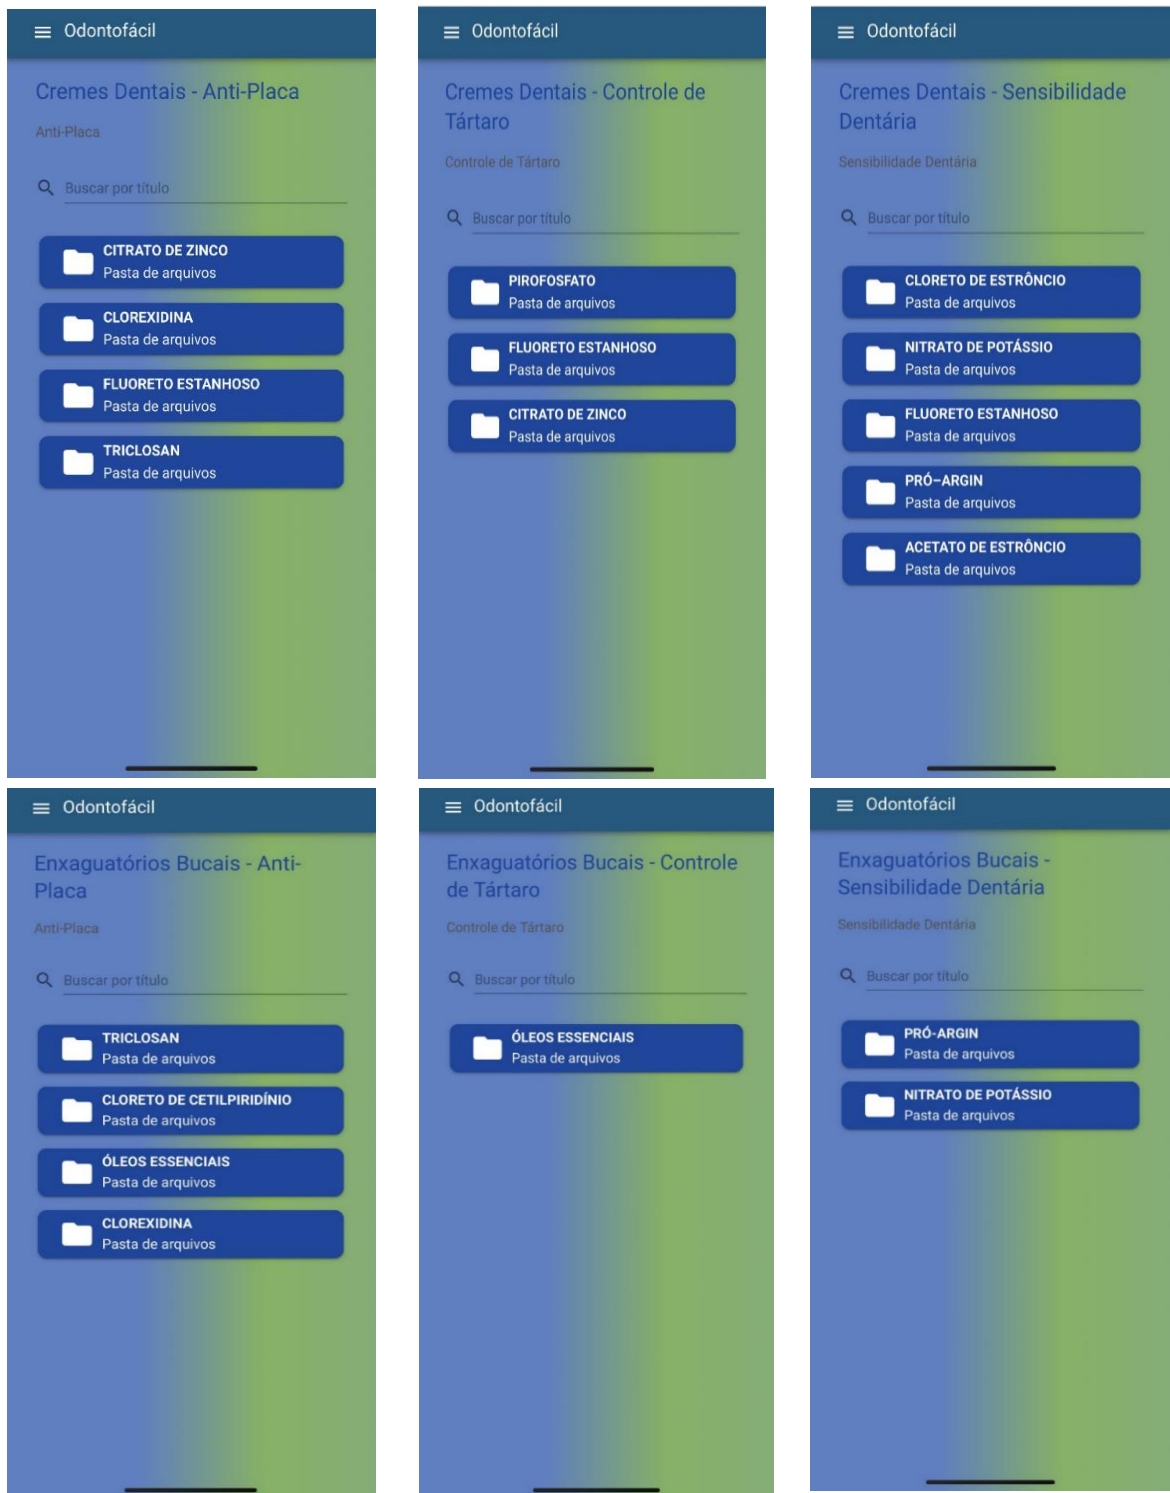 Odontofácil
Cremes Dentais - Anti-Placa
Anti-Placa
Buscar por título
CITRATO DE ZINCO
Pasta de arquivos
CLOREXIDINA
Pasta de arquivos
FLUORETO ESTANHOSO
Pasta de arquivos
TRICLOSAN
Pasta de arquivos
Odontofácil
Cremes Dentais - Controle de
Tártaro
Controle de Tártaro
Buscar por título
PIROFOSFATO
Pasta de arquivos
FLUORETO ESTANHOSO
Pasta de arquivos
CITRATO DE ZINCO
Pasta de arquivos
Odontofácil
Cremes Dentais - Sensibilidade
Dentária
Sensibilidade Dentária
Buscar por título
CLORETO DE ESTRÔNCIO
Pasta de arquivos
NITRATO DE POTÁSSIO
Pasta de arquivos
FLUORETO ESTANHOSO
Pasta de arquivos
PRÓ–ARGIN
Pasta de arquivos
ACETATO DE ESTRÔNCIO
Pasta de arquivos
Odontofácil
Enxaguatórios Bucais - Anti-
Placa
Anti-Placa
Buscar por título
TRICLOSAN
Pasta de arquivos
CLORETO DE CETILPIRIDÍNIO
Pasta de arquivos
ÓLEOS ESSENCIAIS
Pasta de arquivos
CLOREXIDINA
Pasta de arquivos
Odontofácil
Enxaguatórios Bucais - Controle
de Tártaro
Controle de Tártaro
Buscar por título
ÓLEOS ESSENCIAIS
Pasta de arquivos
Odontofácil
Enxaguatórios Bucais -
Sensibilidade Dentária
Sensibilidade Dentária
Buscar por título
PRÓ-ARGIN
Pasta de arquivos
NITRATO DE POTÁSSIO
Pasta de arquivos